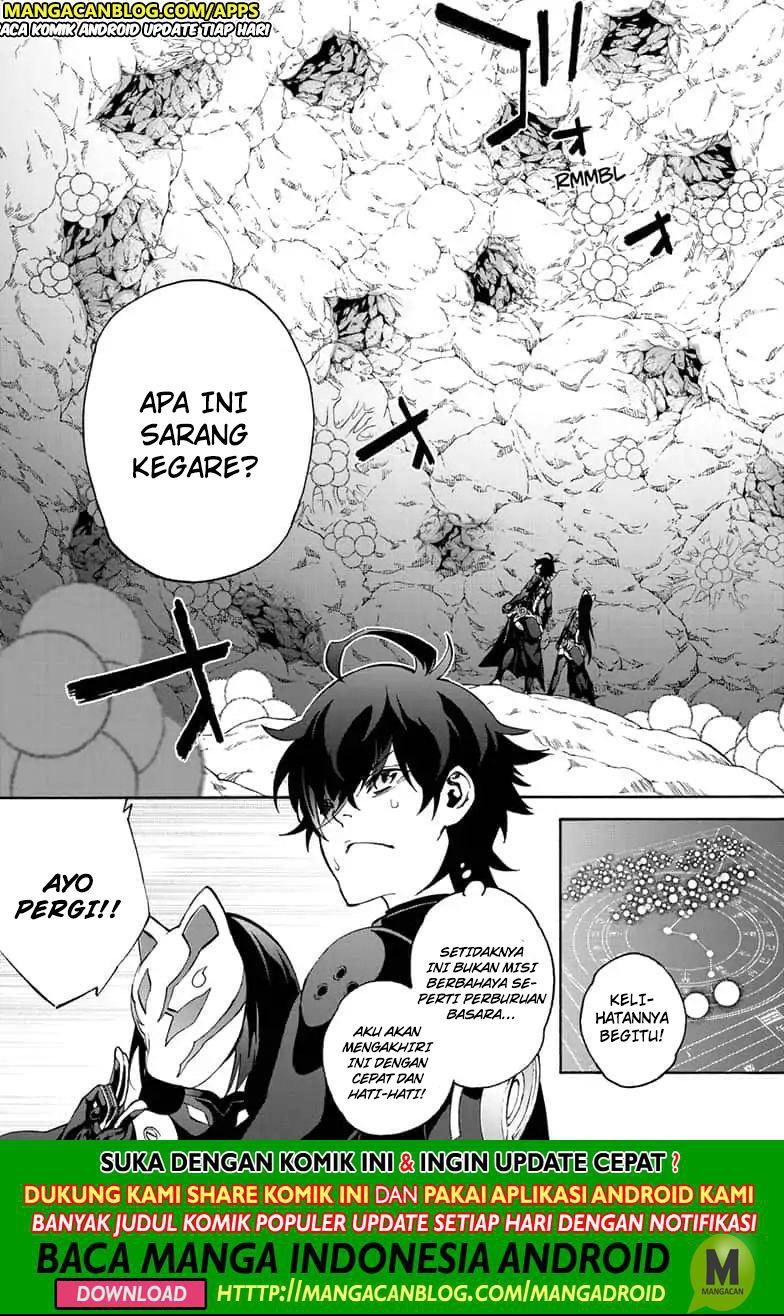 MANGACANBLOG.COM/APPS
BACA KOMIK ANDROID UPDATE TIAP HARI
RMMBL
APA INI
SARANG
KEGARE?
KELI-
HATANNYA
BEGITU!
SETIDAKNYA
INI BUKAN MISI
BERBAHAYA SE-
PERTI PERBURUAN
BASARA...
AKU AKAN
MENGAKHIRI
INI DENGAN
CEPAT DAN
HATI-HATI!
AYO
PERGI!!
SUKA DENGAN KOMIK INI & INGIN UPDATE CEPAT ?
DUKUNG KAMI SHARE KOMIK INI DAN PAKAI APLIKASI ANDROID KAMI
BANYAK JUDUL KOMIK POPULER UPDATE SETIAP HARI DENGAN NOTIFIKASI
BACA MANGA INDONESIA ANDROID
DOWNLOAD
HTTTP://MANGACANBLOG.COM/MANGADROID
M
MANGACAN